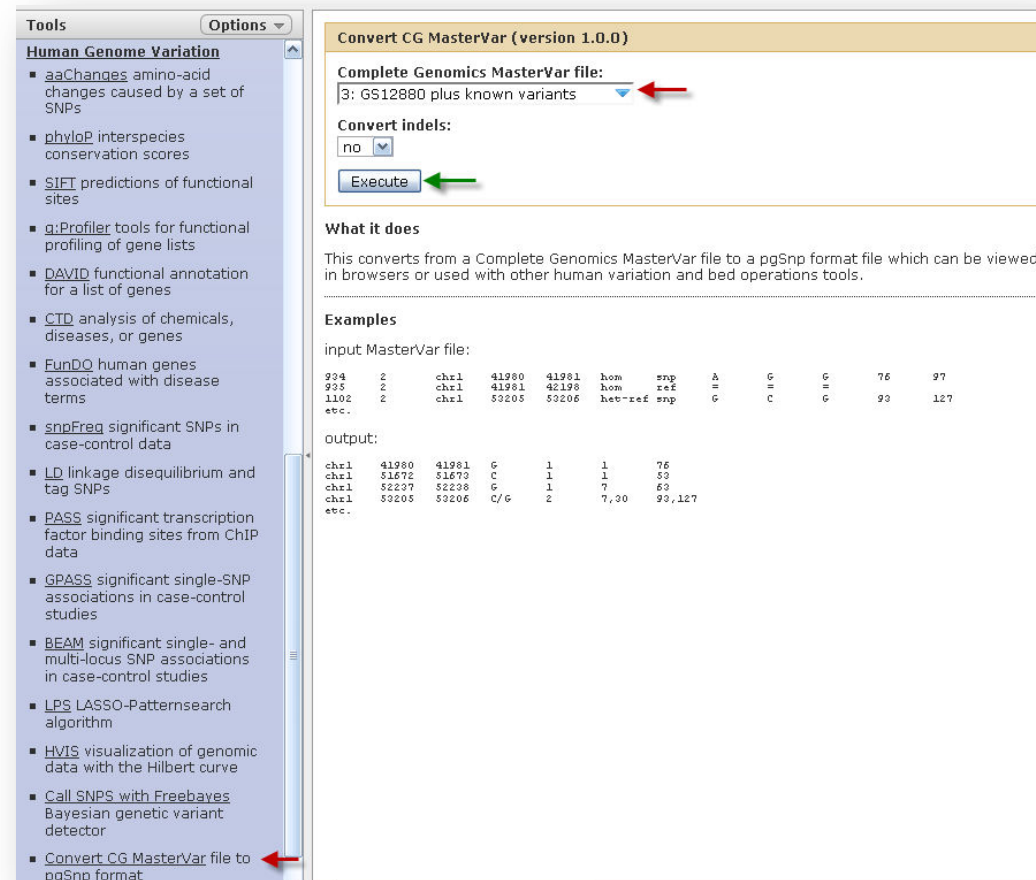 Tools
Options
Human Genome Variation
aaChanges amino-acid
changes caused by a set of
SNPs
phyloP interspecies
conservation scores
SIFT predictions of functional
sites
g:Profiler tools for functional
profiling of gene lists
DAVID functional annotation
for a list of genes
CTD analysis of chemicals,
diseases, or genes
FunDO human genes
associated with disease
terms
snpFreq significant SNPs in
case-control data
LD linkage disequilibrium and
tag SNPs
PASS significant transcription
factor binding sites from ChIP
data
GPASS significant single-SNP
associations in case-control
studies
BEAM significant single- and
multi-locus SNP associations
in case-control studies
LPS LASSO-Patternsearch
algorithm
HVIS visualization of genomic
data with the Hilbert curve
Call SNPS with Freebayes
Bayesian genetic variant
detector
Convert CG MasterVar file to
pgSnp format
Convert CG MasterVar (version 1.0.0)
Complete Genomics MasterVar file:
3: GS12880 plus known variants
Convert indels:
no
Execute
What it does
This converts from a Complete Genomics MasterVar file to a pgSnp format file which can be viewed
in browsers or used with other human variation and bed operations tools.
Examples
input MasterVar file:
934 2 chr1 41980 41981 hom snp A G G 76 97
935 2 chr1 41981 42198 hom ref = = =
1102 2 chr1 53205 53206 het-ref snp G C G 93 127
etc.
output:
chr1 41980 41981 G 1 1 76
chr1 51672 51673 C 1 1 53
chr1 52237 52238 G 1 7 63
chr1 53205 53206 C/G 2 7,30 93,127
etc.